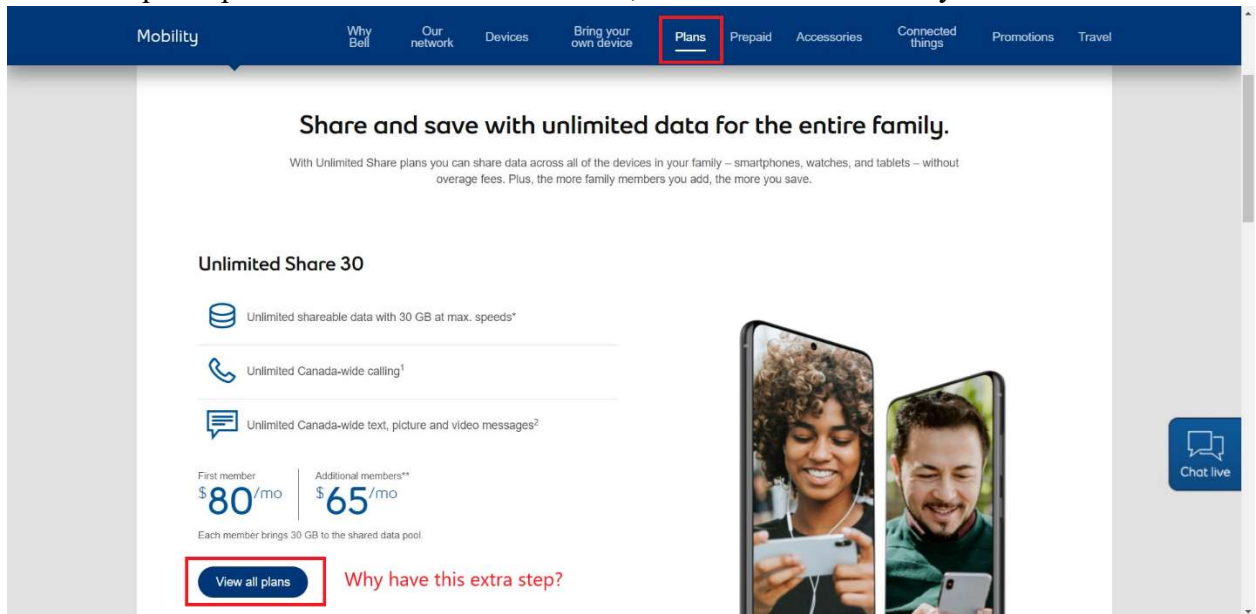 Mobility
Why Bell
Our network
Devices
Bring your own device
Plans
Prepaid
Accessories
Connected things
Promotions
Travel
Share and save with unlimited data for the entire family.
With Unlimited Share plans you can share data across all of the devices in your family – smartphones, watches, and tablets – without
overage fees. Plus, the more family members you add, the more you save.
Unlimited Share 30
Unlimited shareable data with 30 GB at max. speeds*
Unlimited Canada-wide calling1
Unlimited Canada-wide text, picture and video messages2
First member
$80/mo
Additional members**
$65/mo
Each member brings 30 GB to the shared data pool.
View all plans
Why have this extra step?
Chat live